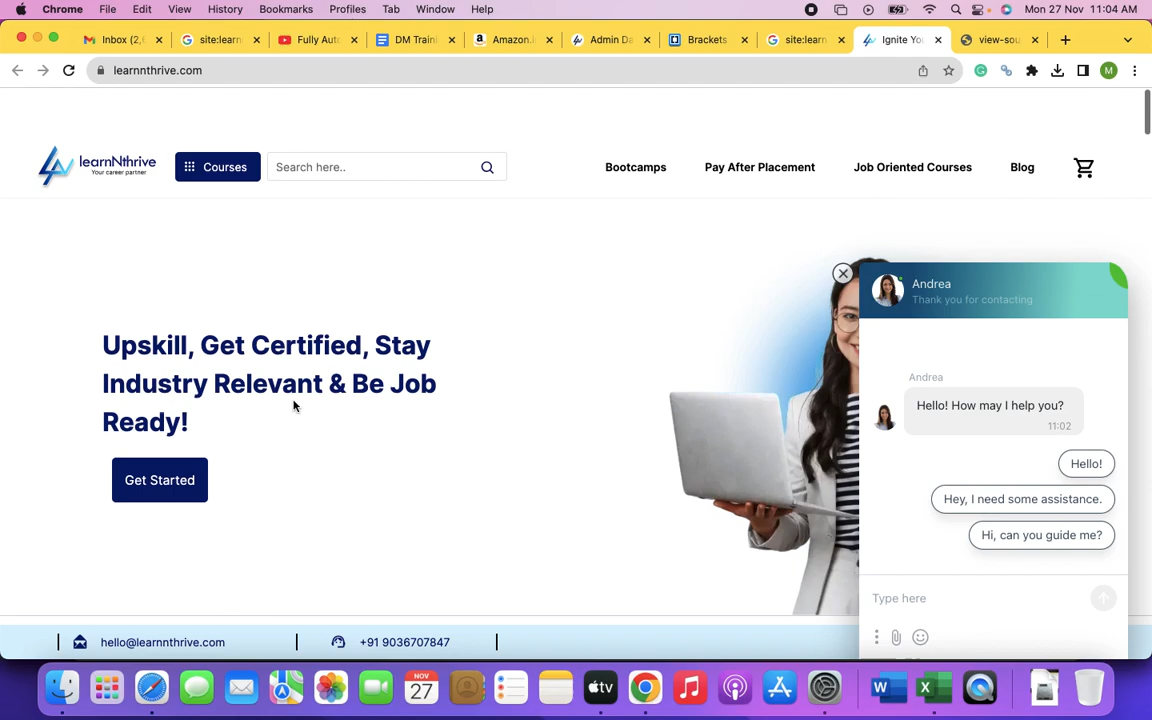 Chrome File Edit View History Bookmarks Profiles Tab Window Help Mon 27 Nov 11:04 AM
Inbox (2, site:learn Fully Aut DM Train Amazon.i Admin Da Brackets site:learn Ignite Yo view-sou
learnnthrive.com M
learnNthrive
Your career partner
Courses
Search here..
Bootcamps Pay After Placement Job Oriented Courses Blog
Upskill, Get Certified, Stay
Industry Relevant & Be Job
Ready!
Get Started
Andrea
Thank you for contacting
Andrea
Hello! How may I help you?
11:02
Hello!
Hey, I need some assistance.
Hi, can you guide me?
Type here
hello@learnnthrive.com +91 9036707847
NOV
27
tv
W X